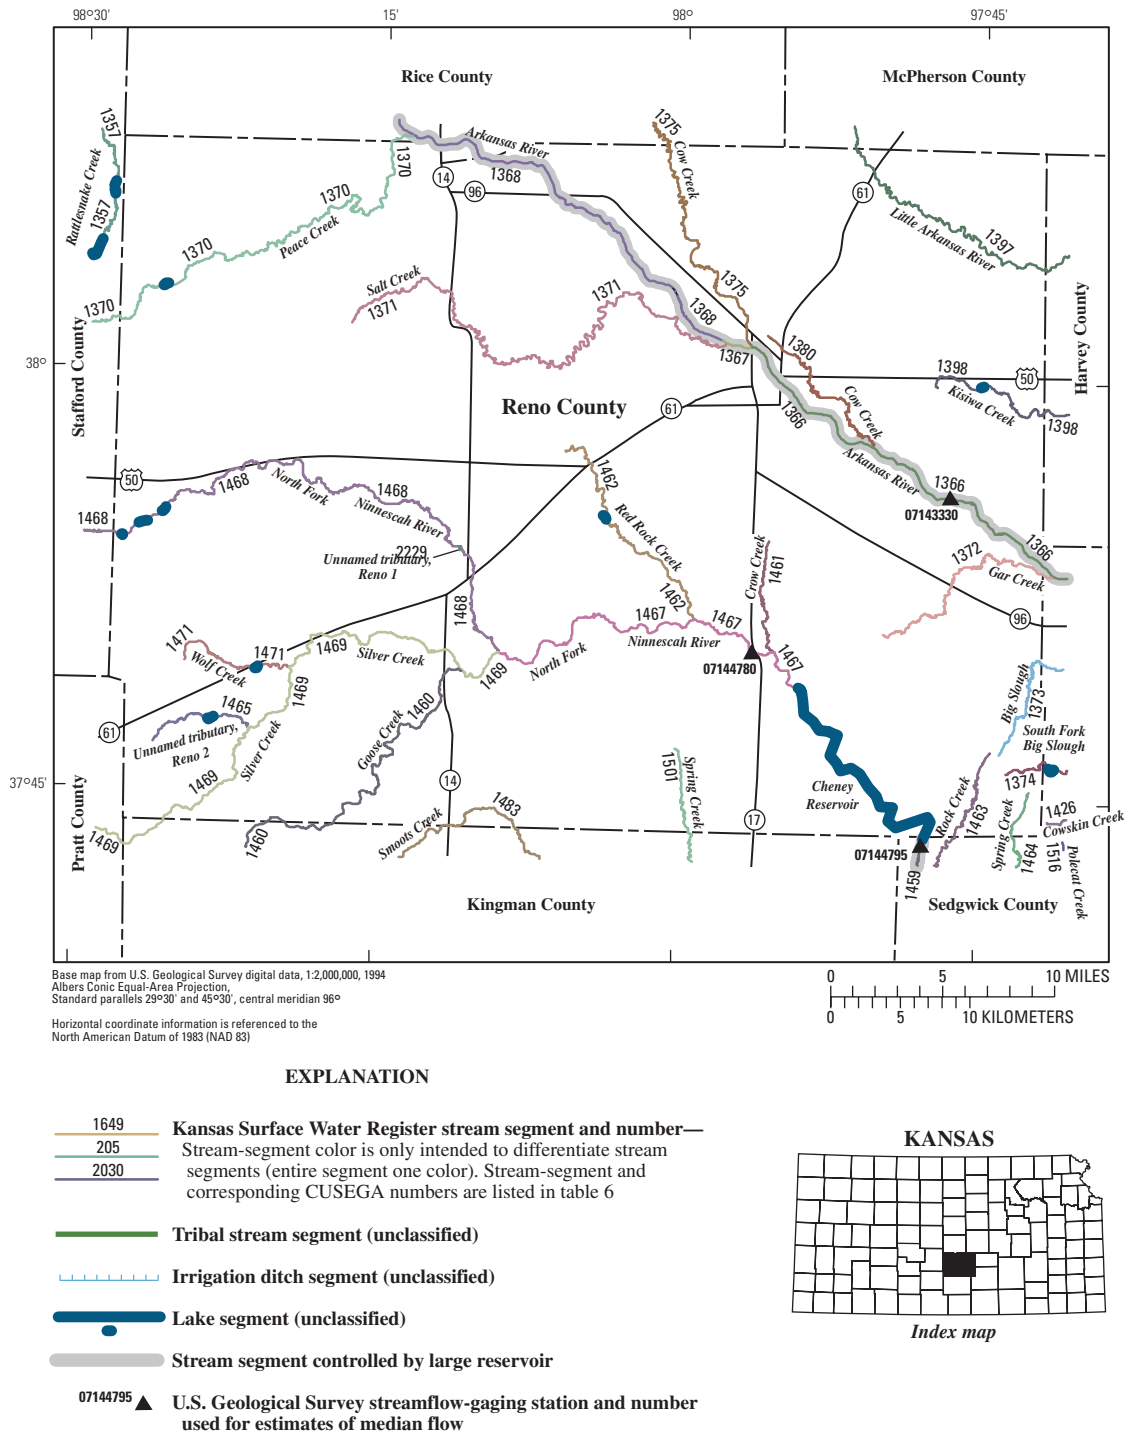 98º30'
15'
98º
97º45'
Rice County
McPherson County
1357
Rattlesnake Creek
1357
1370
Arkansas River
1368
1370
14
96
1375
Cow Creek
61
Little Arkansas River
1397
Peace Creek
1370
1370
Salt Creek
1371
1371
1375
1368
1367
Stafford County
Harvey County
38º
1380
Cow Creek
1366
1398
50
Kisiwa Creek
1398
Reno County
61
Arkansas River
1366
07143330
1366
50
1468
1468
North Fork
1468
Ninnescah River
2229
Unnamed tributary,
Reno 1
1468
1462
Red Rock Creek
1462
Crow Creek
1461
1372
Gar Creek
96
1471
Wolf Creek
1471
1469
Silver Creek
1469
1469
North Fork
1467
Ninnescah River
1467
07144780
1467
61
1465
Unnamed tributary,
Reno 2
Silver Creek
1469
1469
Goose Creek
1460
1460
14
Smoots Creek
1483
1501
Spring Creek
17
Cheney
Reservoir
Big Slough
1373
South Fork
Big Slough
1374
Rock Creek
1463
Spring Creek
1464
1426
Cowskin Creek
1516
Polecat Creek
07144795
1459
37º45'
Pratt County
Kingman County
Sedgwick County
Base map from U.S. Geological Survey digital data, 1:2,000,000, 1994
Albers Conic Equal-Area Projection,
Standard parallels 29º30' and 45º30', central meridian 96º
Horizontal coordinate information is referenced to the
North American Datum of 1983 (NAD 83)
0 5 10 MILES
0 5 10 KILOMETERS
EXPLANATION
1649
205
2030
Kansas Surface Water Register stream segment and number—
Stream-segment color is only intended to differentiate stream
segments (entire segment one color). Stream-segment and
corresponding CUSEGA numbers are listed in table 6
Tribal stream segment (unclassified)
Irrigation ditch segment (unclassified)
Lake segment (unclassified)
Stream segment controlled by large reservoir
07144795
U.S. Geological Survey streamflow-gaging station and number
used for estimates of median flow
KANSAS
Index map